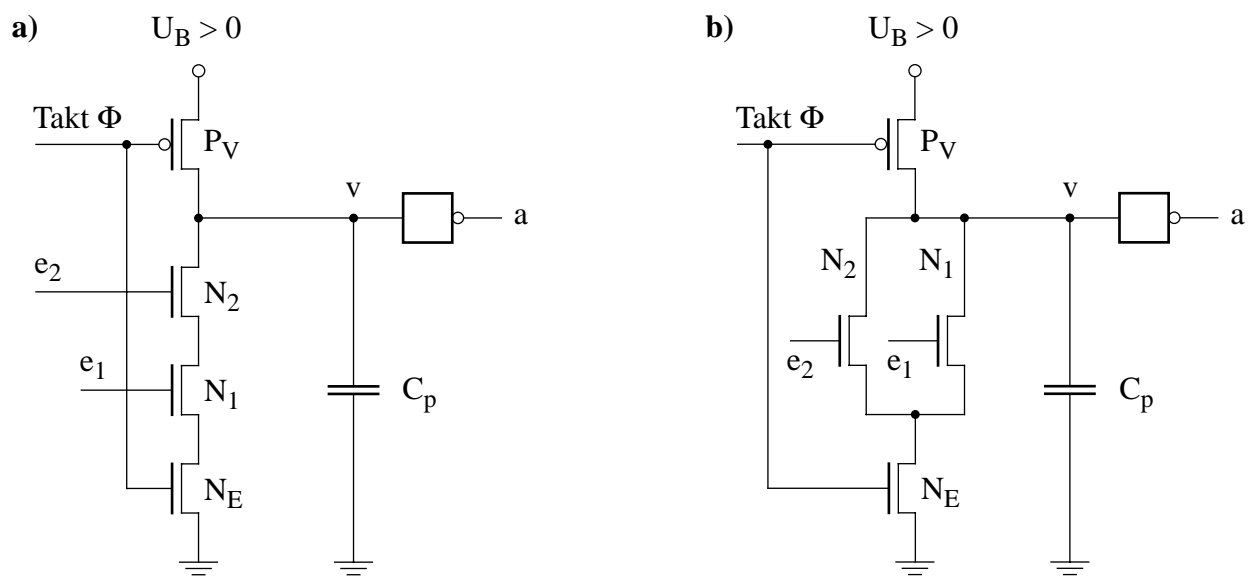 a)
U_B > 0
Takt Φ
P_V
v
a
e_2
N_2
e_1
N_1
C_p
N_E
b)
U_B > 0
Takt Φ
P_V
v
a
N_2
N_1
e_2
e_1
C_p
N_E